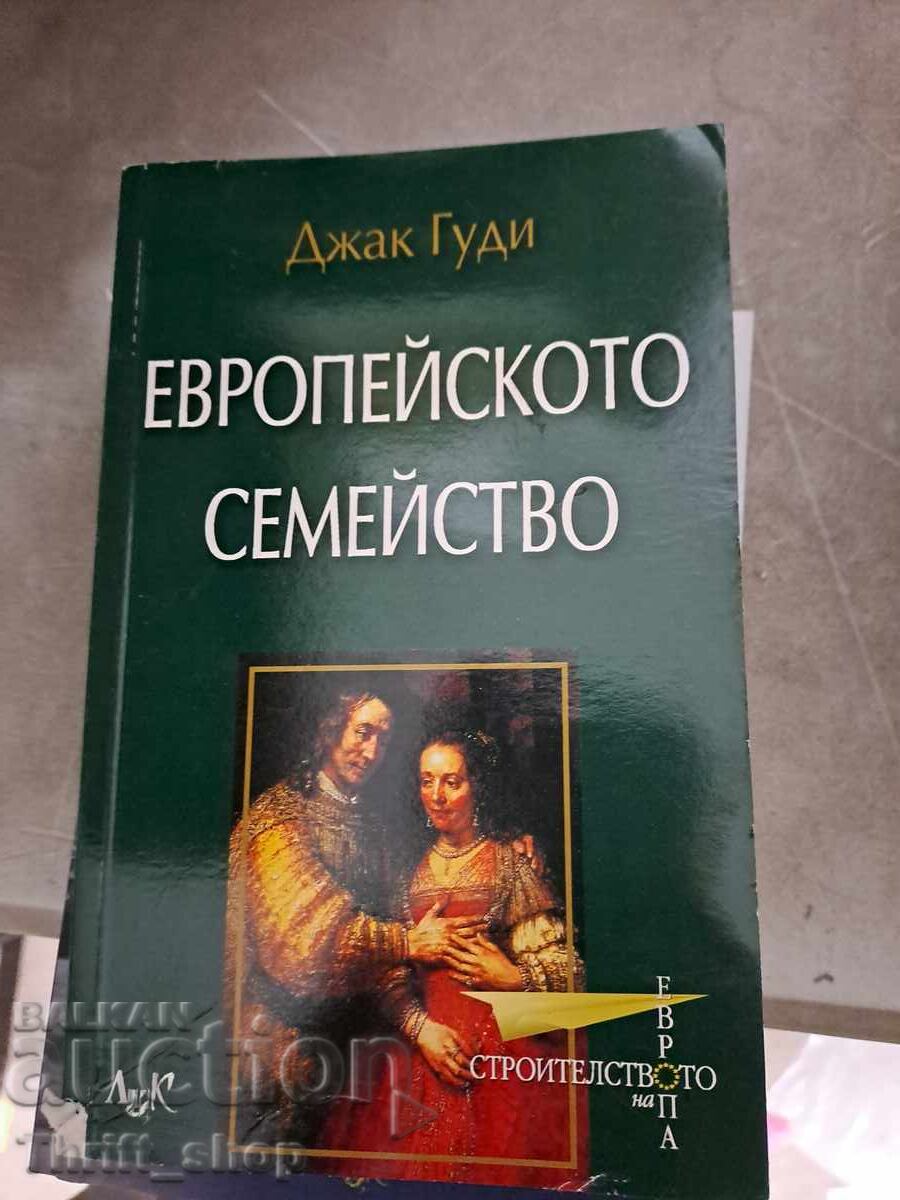 Джак Гуди
ЕВРОПЕЙСКОТО
СЕМЕЙСТВО
ЕВРОПА
СТРОИТЕЛСТВОТО
на
ЛиК
BALKAN
auction
Thrift_shop